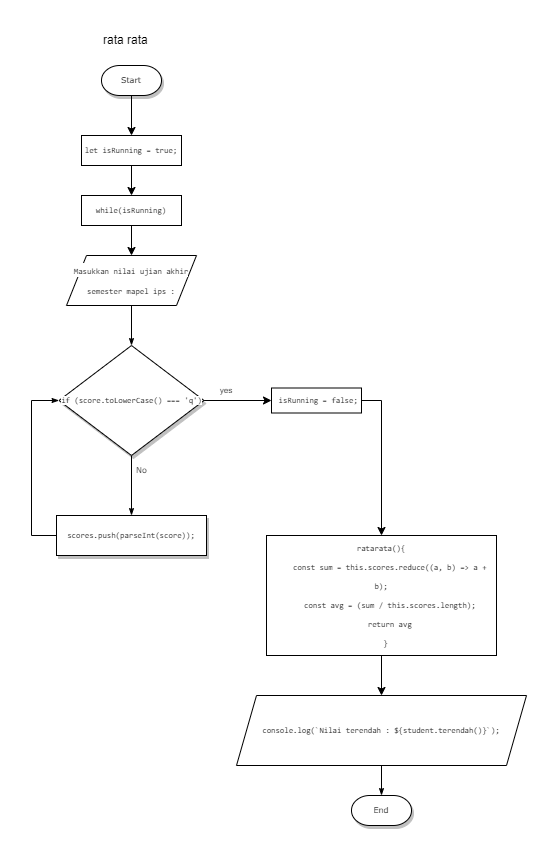 rata rata
Start
let isRunning = true;
while(isRunning)
Masukkan nilai ujian akhir
semester mapel ips :
if (score.toLowerCase() === 'q')
yes
isRunning = false;
No
scores.push(parseInt(score));
ratarata(){
const sum = this.scores.reduce((a, b) => a +
b);
const avg = (sum / this.scores.length);
return avg
}
console.log(`Nilai terendah : ${student.terendah()}`);
End